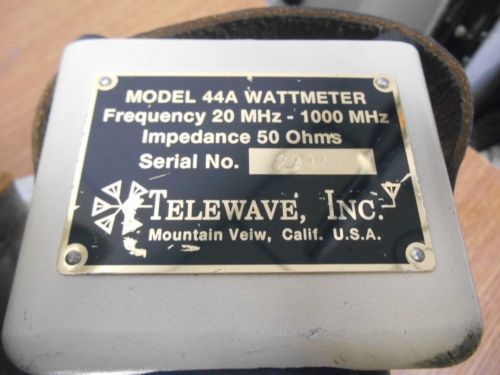 MODEL 44A WATTMETER
Frequency 20 MHz - 1000 MHz
Impedance 50 Ohms
Serial No.
TELEWAVE, INC.
Mountain Veiw, Calif. U.S.A.